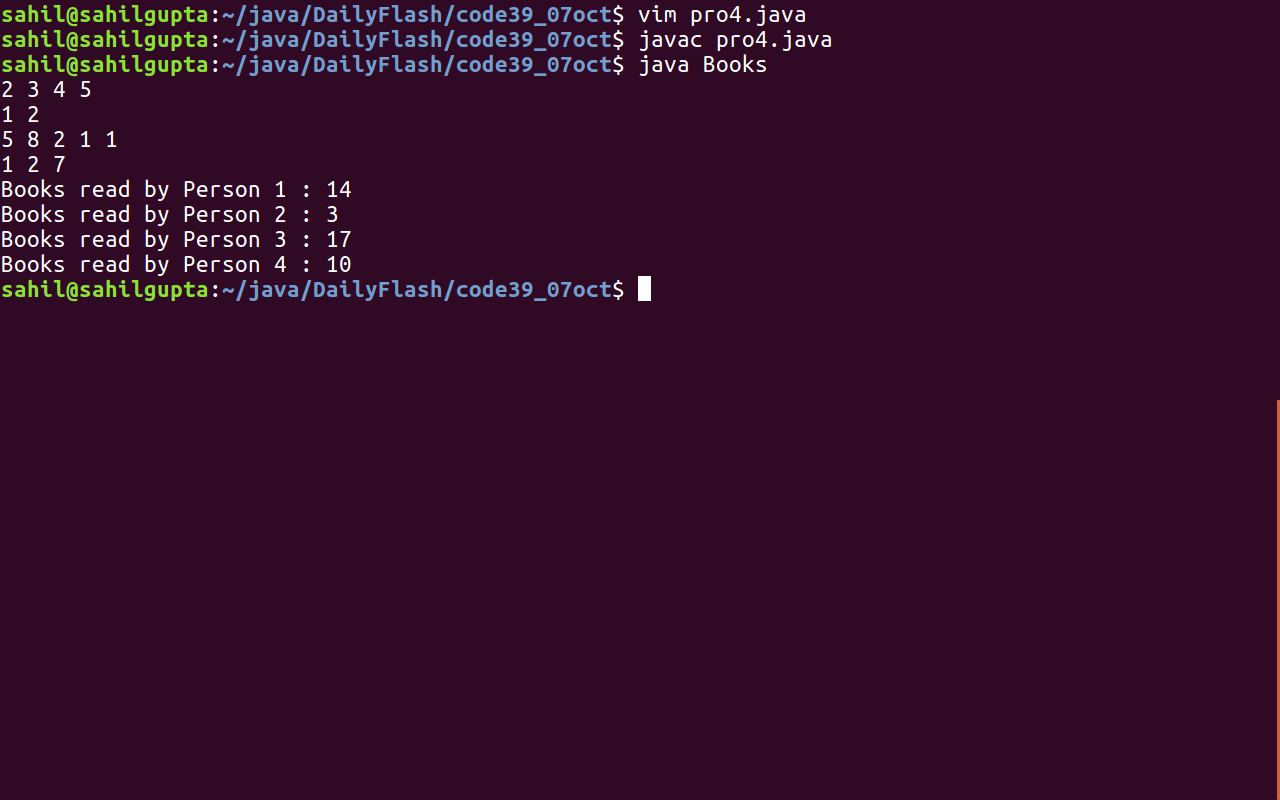 sahil@sahilgupta:~/java/DailyFlash/code39_07oct$ vim pro4.java
sahil@sahilgupta:~/java/DailyFlash/code39_07oct$ javac pro4.java
sahil@sahilgupta:~/java/DailyFlash/code39_07oct$ java Books
2 3 4 5
1 2
5 8 2 1 1
1 2 7
Books read by Person 1 : 14
Books read by Person 2 : 3
Books read by Person 3 : 17
Books read by Person 4 : 10
sahil@sahilgupta:~/java/DailyFlash/code39_07oct$